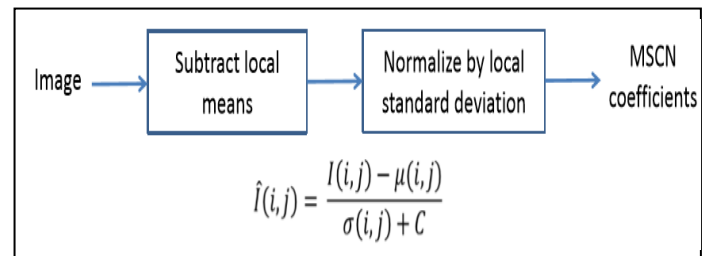 Image
Subtract local
means
Normalize by local
standard deviation
MSCN
coefficients
Î(i,j) = I(i,j) − μ(i,j) / σ(i,j) + C